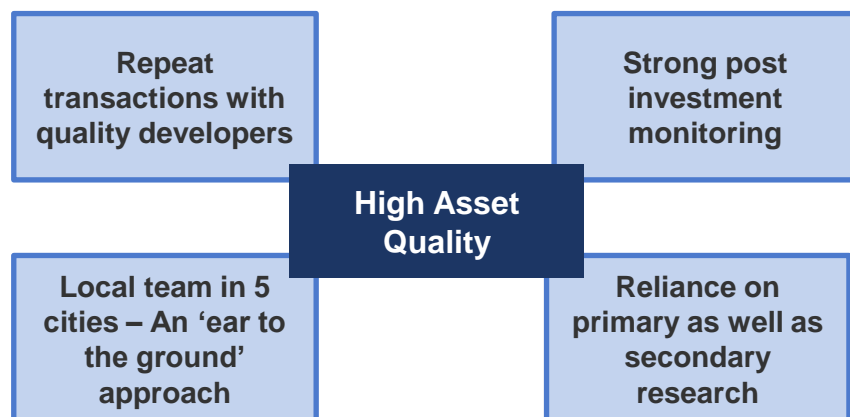 Repeat
transactions with
quality developers
Strong post
investment
monitoring
High Asset
Quality
Local team in 5
cities – An ‘ear to
the ground’
approach
Reliance on
primary as well as
secondary
research